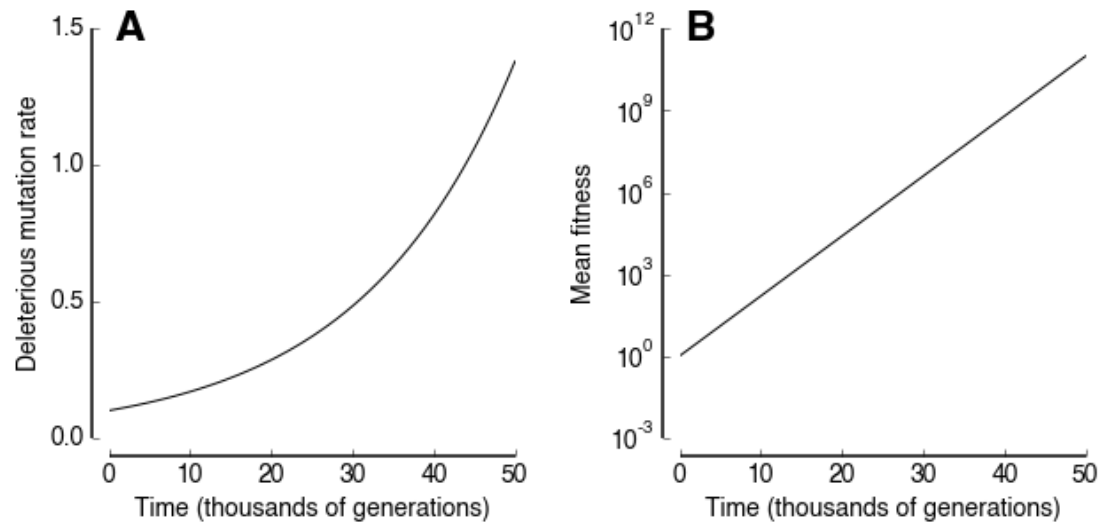 A
Deleterious mutation rate
1.5
1.0
0.5
0.0
0 10 20 30 40 50
Time (thousands of generations)
B
Mean fitness
10^12
10^9
10^6
10^3
10^0
10^-3
0 10 20 30 40 50
Time (thousands of generations)